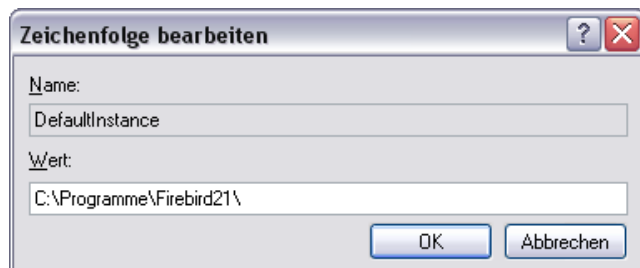 Zeichenfolge bearbeiten
Name:
DefaultInstance
Wert:
C:\Programme\Firebird21\
OK Abbrechen